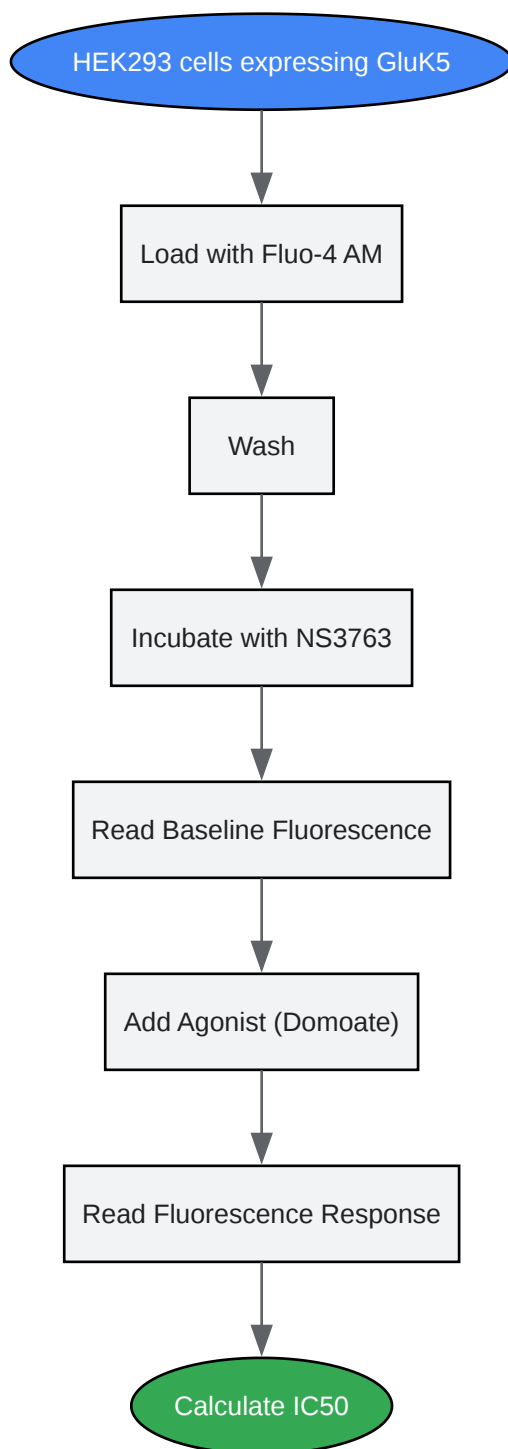 HEK293 cells expressing GluK5
Load with Fluo-4 AM
Wash
Incubate with NS3763
Read Baseline Fluorescence
Add Agonist (Domoate)
Read Fluorescence Response
Calculate IC50